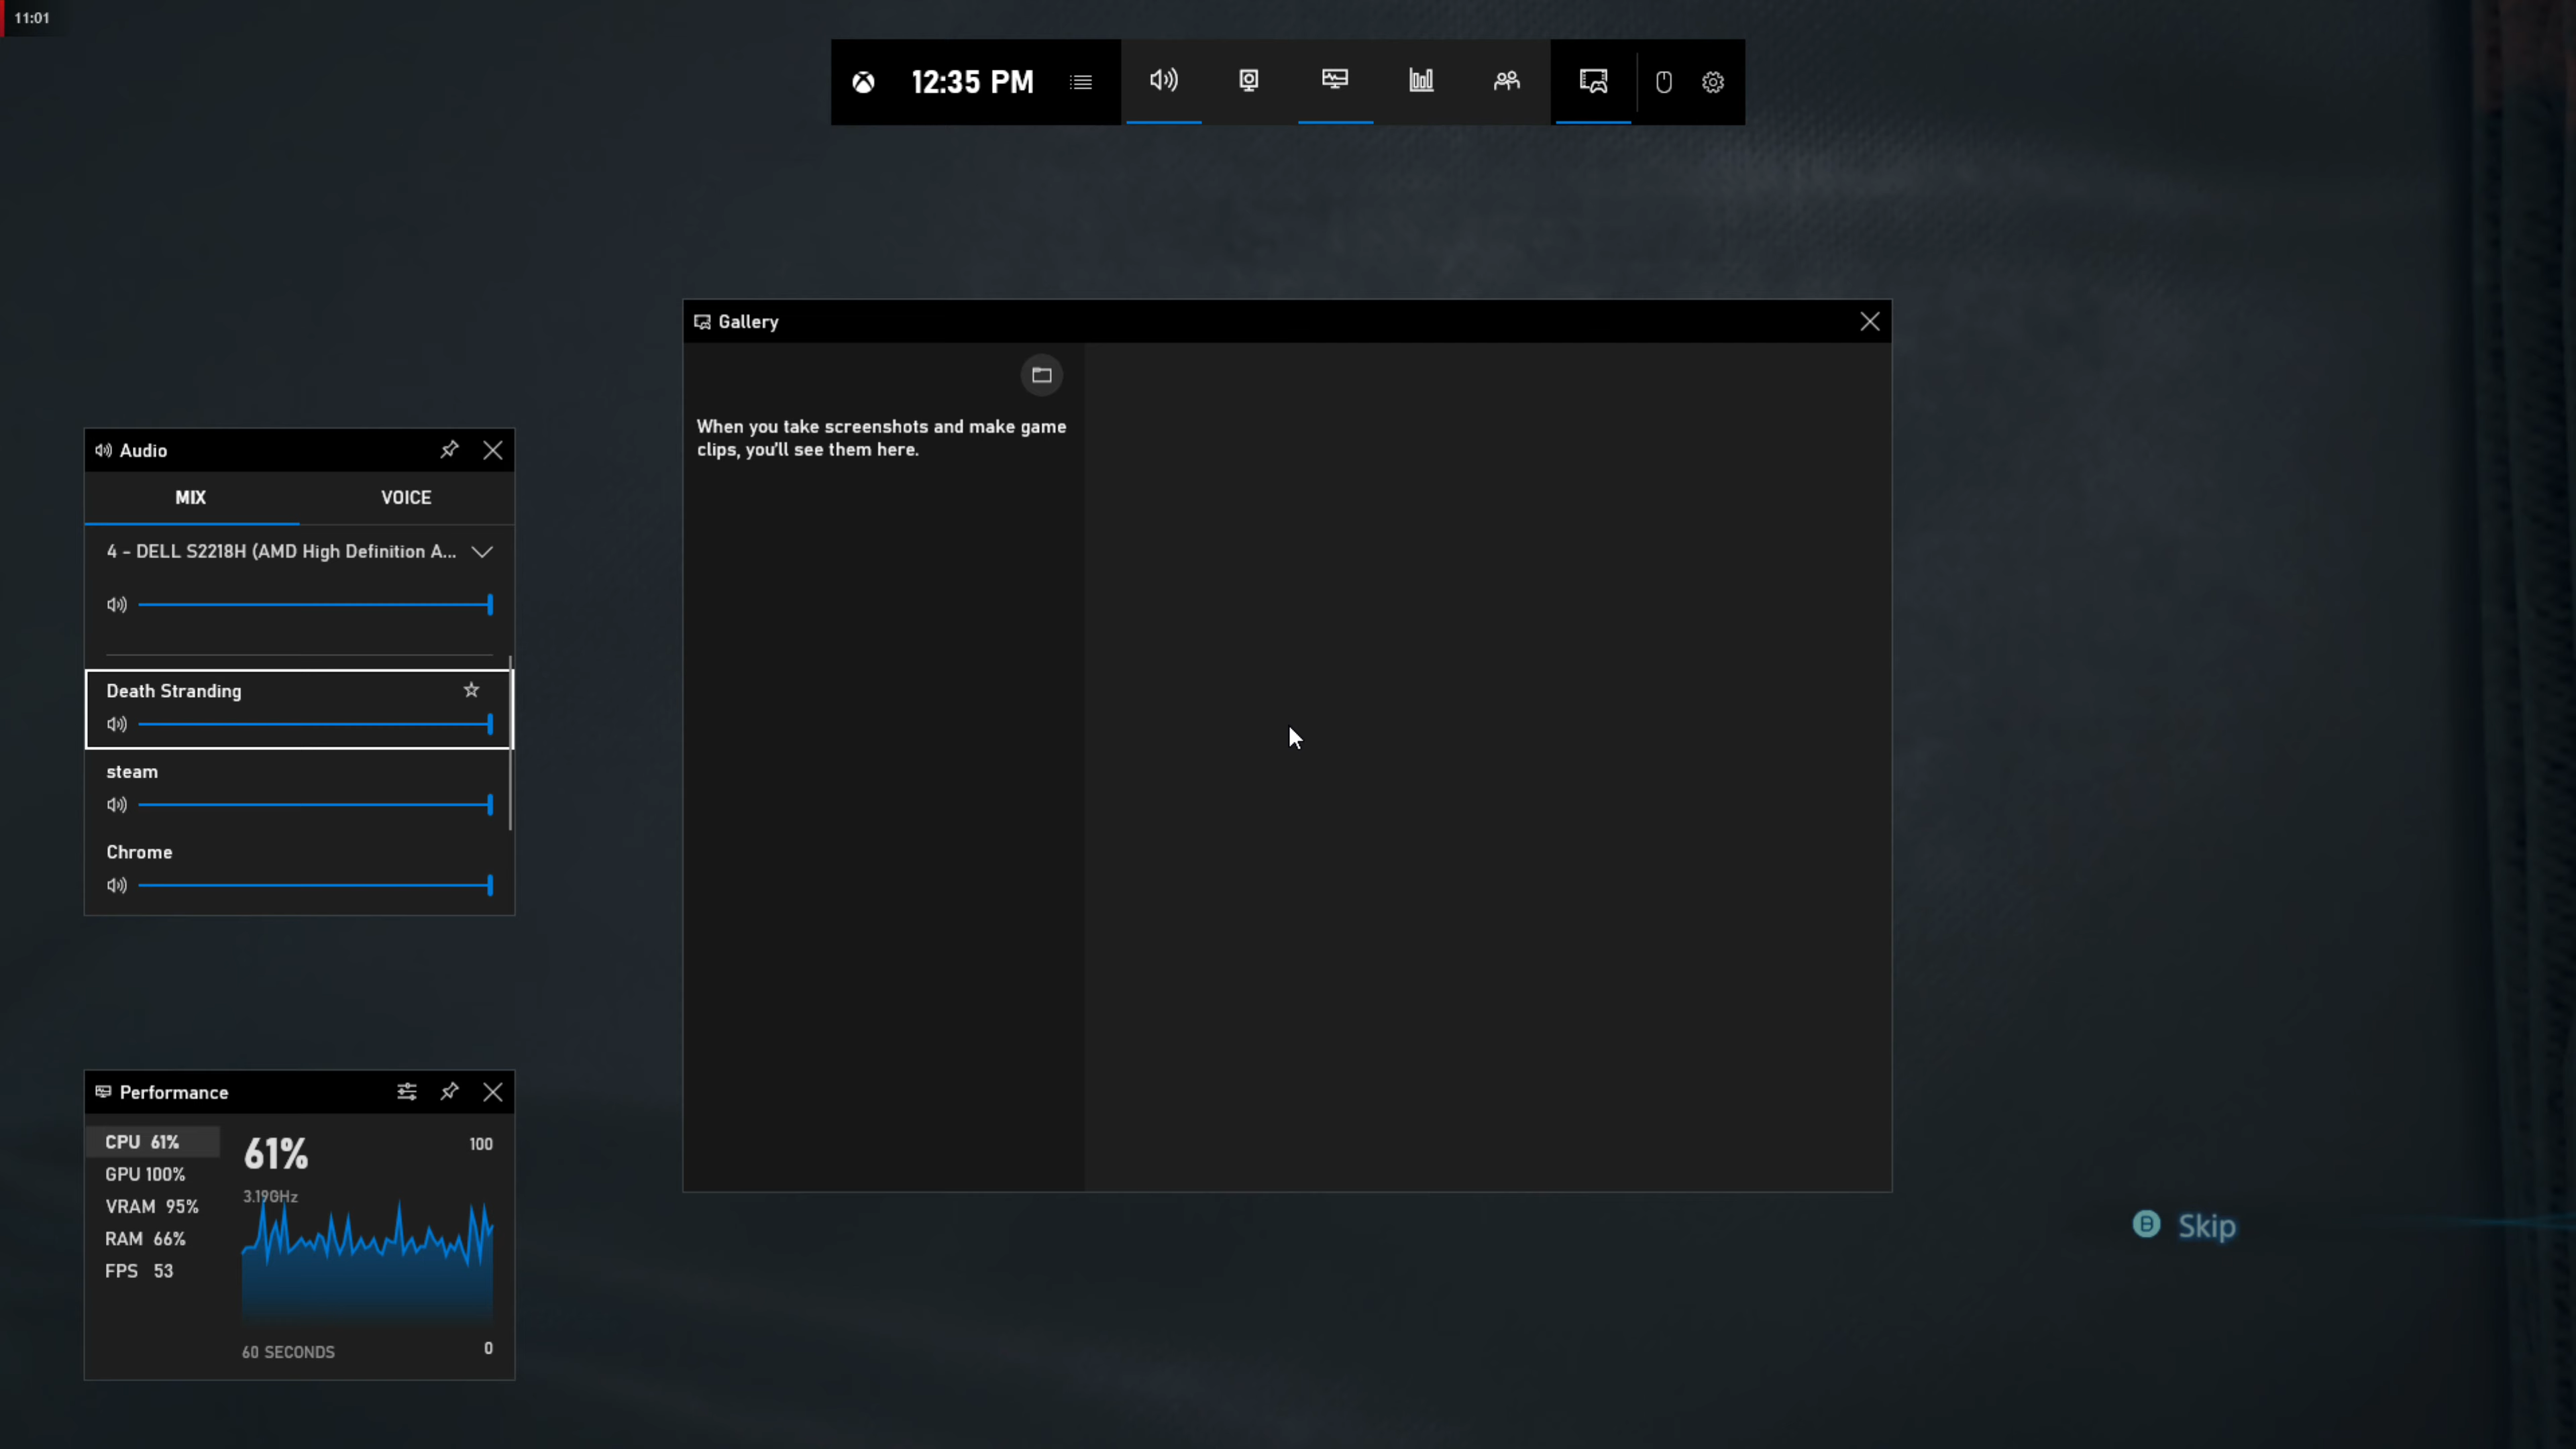 11:01
12:35 PM
Gallery
When you take screenshots and make game
clips, you'll see them here.
Audio
MIX VOICE
4 - DELL S2218H (AMD High Definition A...
Death Stranding
steam
Chrome
Performance
CPU 61%
GPU 100%
VRAM 95%
RAM 66%
FPS 53
61%
100
3.19GHz
60 SECONDS
0
B Skip